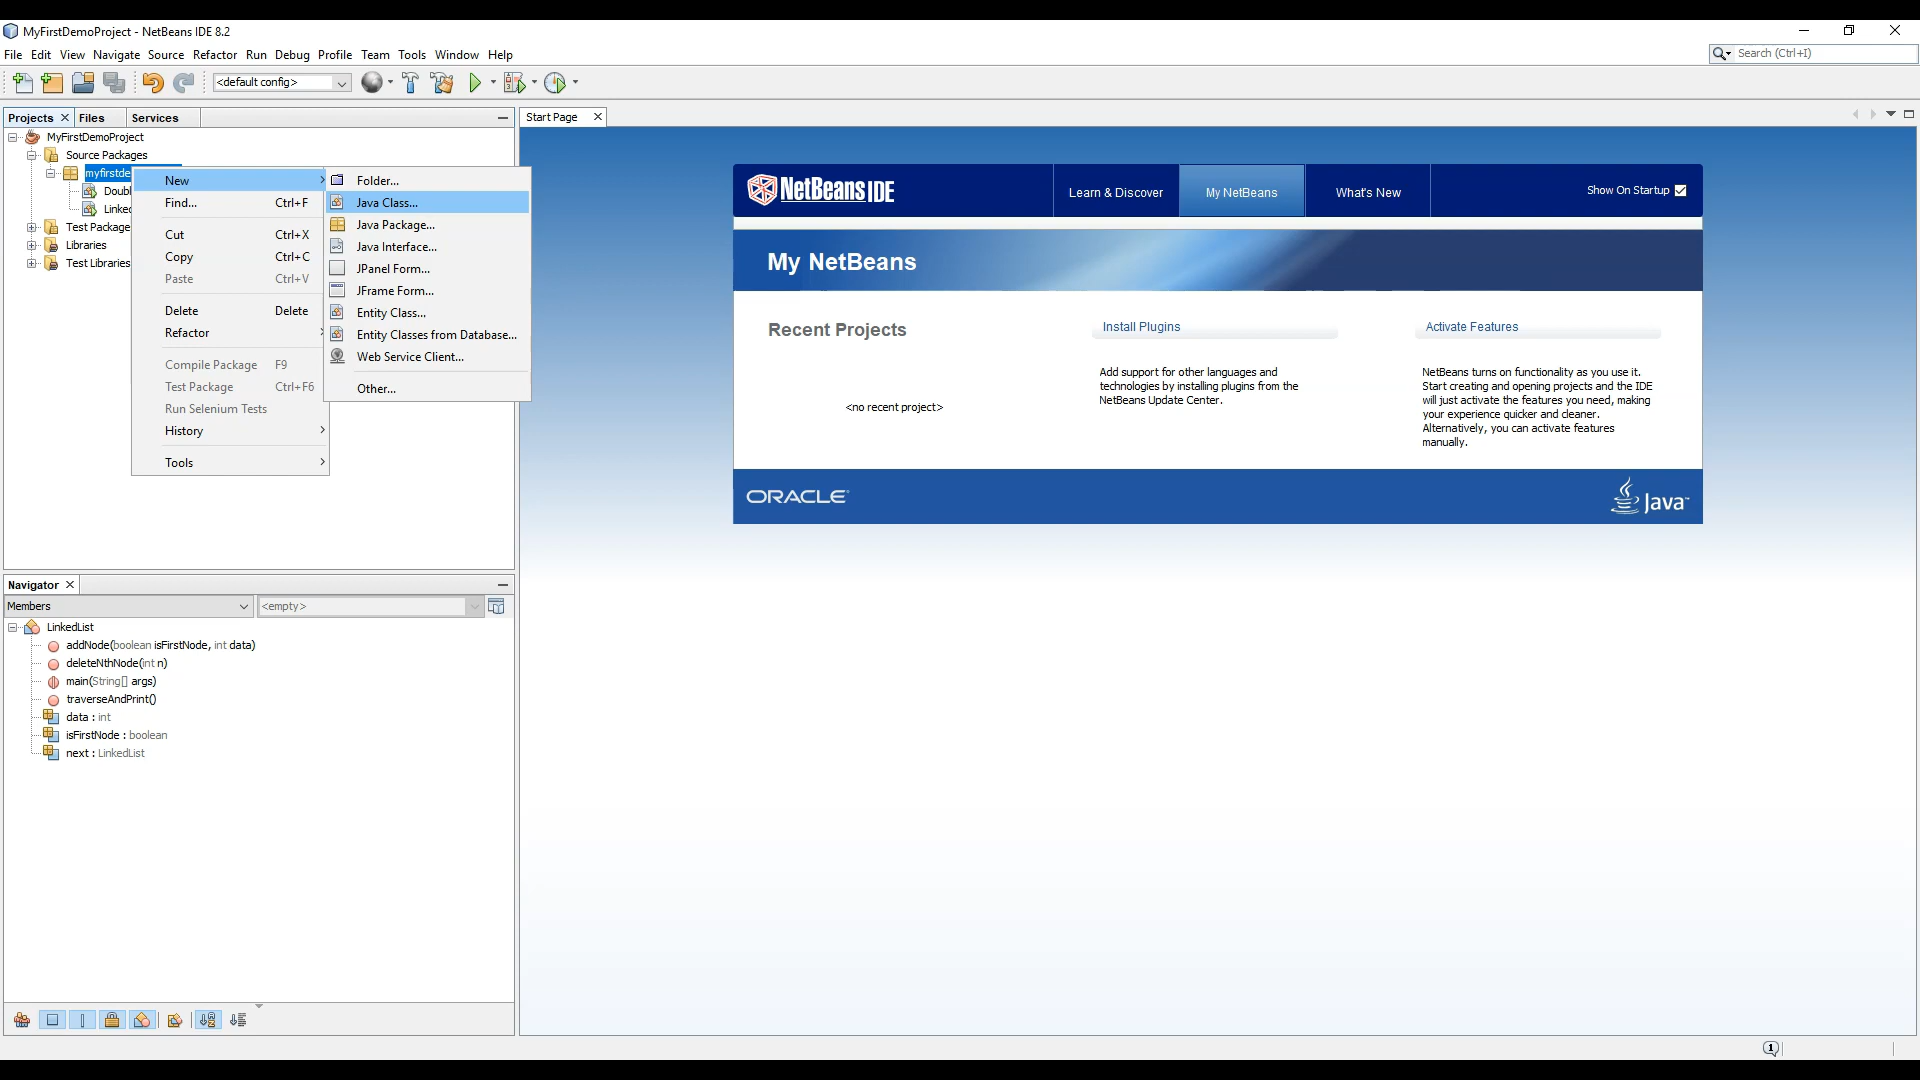 MyFirstDemoProject - NetBeans IDE 8.2
File Edit View Navigate Source Refactor Run Debug Profile Team Tools Window Help
Search (Ctrl+I)
<default config>
Projects Files Services
Start Page
MyFirstDemoProject
Source Packages
myfirstde
Doubl
Linked
Test Package
Libraries
Test Libraries
New
Find... Ctrl+F
Cut Ctrl+X
Copy Ctrl+C
Paste Ctrl+V
Delete Delete
Refactor
Compile Package F9
Test Package Ctrl+F6
Run Selenium Tests
History
Tools
Folder...
Java Class...
Java Package...
Java Interface...
JPanel Form...
JFrame Form...
Entity Class...
Entity Classes from Database...
Web Service Client...
Other...
NetBeans IDE
Learn & Discover
My NetBeans
What's New
Show On Startup
My NetBeans
Recent Projects
<no recent project>
Install Plugins
Add support for other languages and
technologies by installing plugins from the
NetBeans Update Center.
Activate Features
NetBeans turns on functionality as you use it.
Start creating and opening projects and the IDE
will just activate the features you need, making
your experience quicker and cleaner.
Alternatively, you can activate features
manually.
ORACLE
Java
Navigator
Members
<empty>
LinkedList
addNode(boolean isFirstNode, int data)
deleteNthNode(int n)
main(String[] args)
traverseAndPrint()
data : int
isFirstNode : boolean
next : LinkedList
1